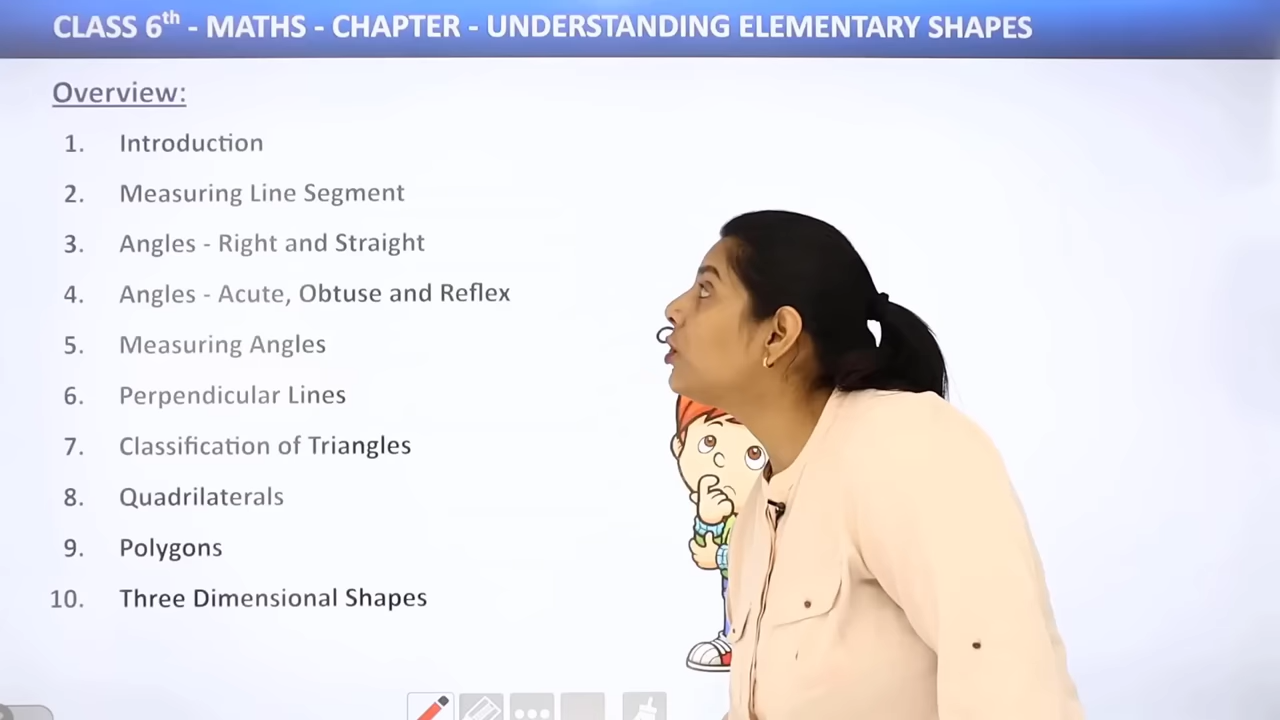 CLASS 6th - MATHS - CHAPTER - UNDERSTANDING ELEMENTARY SHAPES
Overview:
1. Introduction
2. Measuring Line Segment
3. Angles - Right and Straight
4. Angles - Acute, Obtuse and Reflex
5. Measuring Angles
6. Perpendicular Lines
7. Classification of Triangles
8. Quadrilaterals
9. Polygons
10. Three Dimensional Shapes